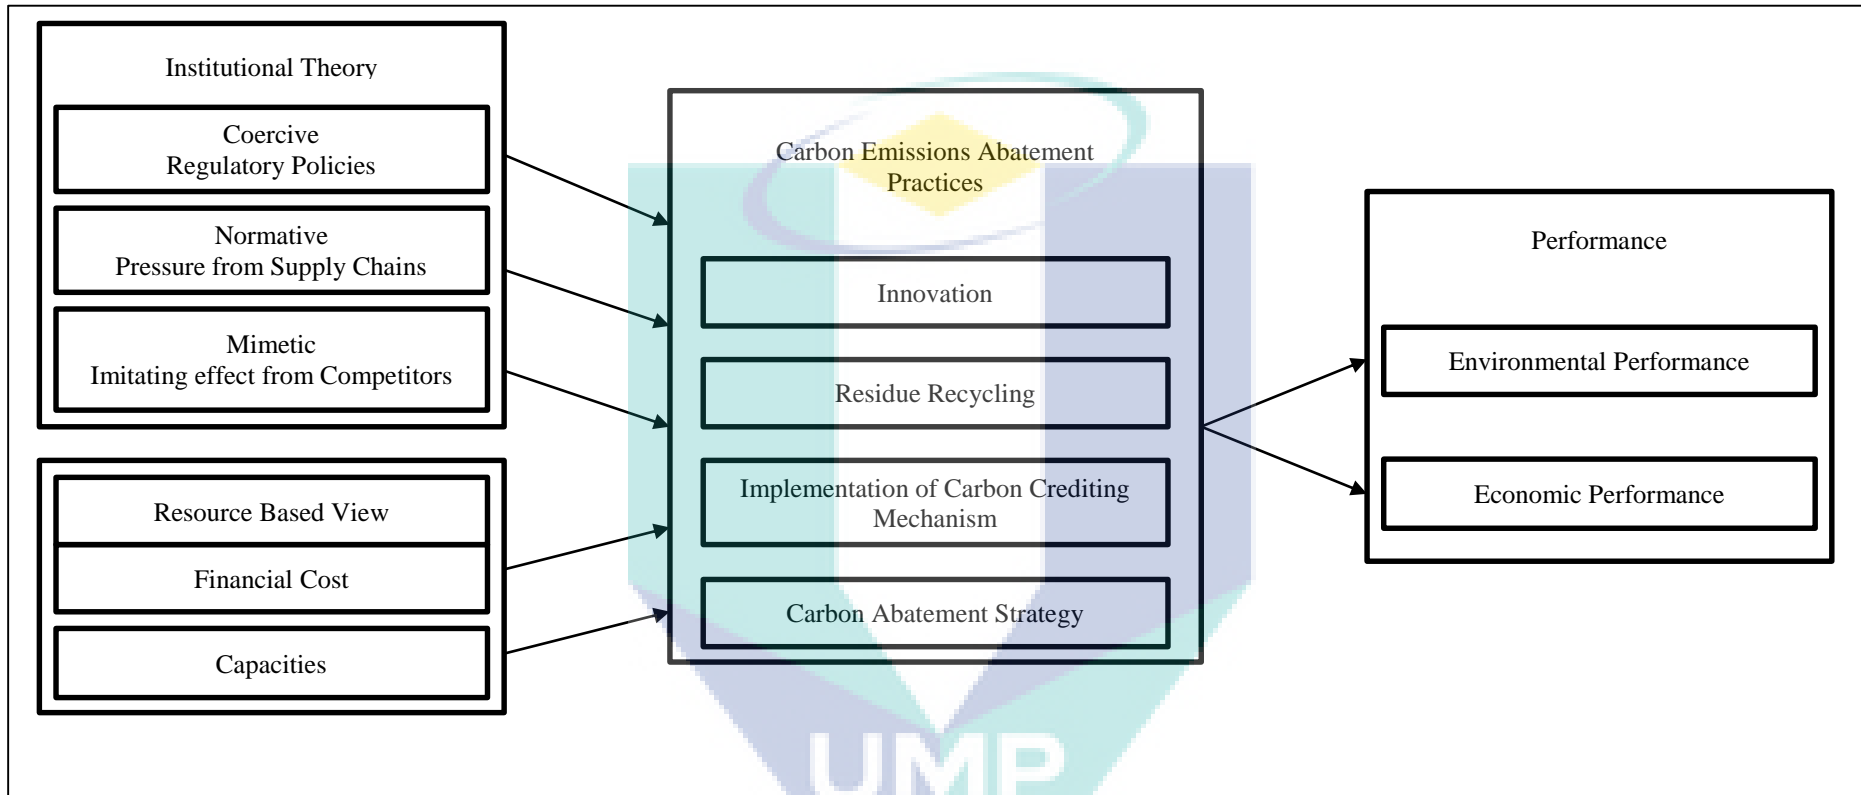 Institutional Theory
Coercive
Regulatory Policies
Normative
Pressure from Supply Chains
Mimetic
Imitating effect from Competitors
Resource Based View
Financial Cost
Capacities
Carbon Emissions Abatement
Practices
Innovation
Residue Recycling
Implementation of Carbon Crediting
Mechanism
Carbon Abatement Strategy
Performance
Environmental Performance
Economic Performance
UMP